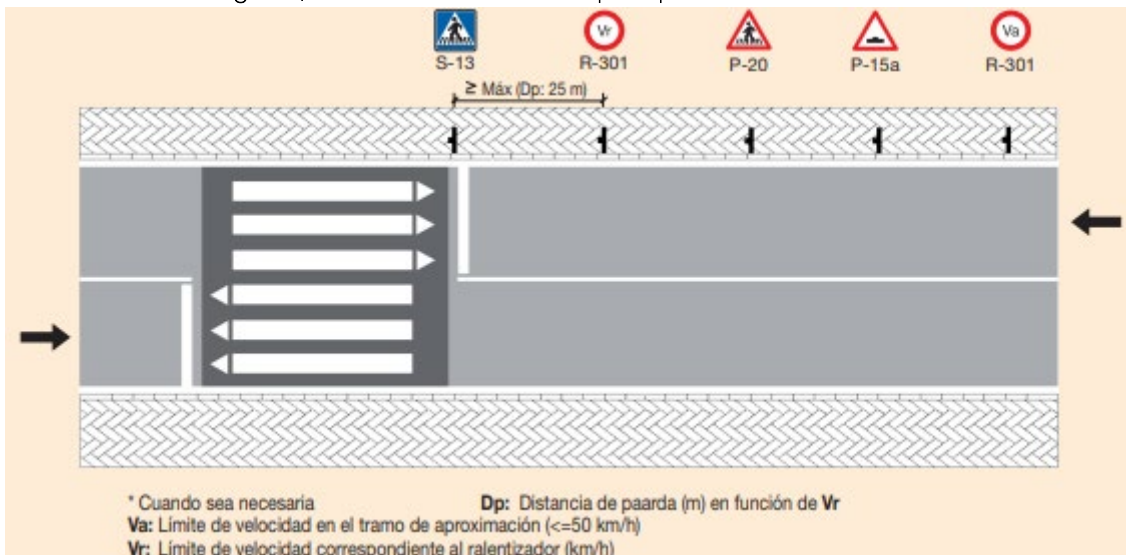 Vr
Va
S-13
R-301
P-20
P-15a
R-301
≥ Máx (Dp: 25 m)
* Cuando sea necesaria
Dp: Distancia de paarda (m) en función de Vr
Va: Límite de velocidad en el tramo de aproximación (<=50 km/h)
Vr: Límite de velocidad correspondiente al ralentizador (km/h)